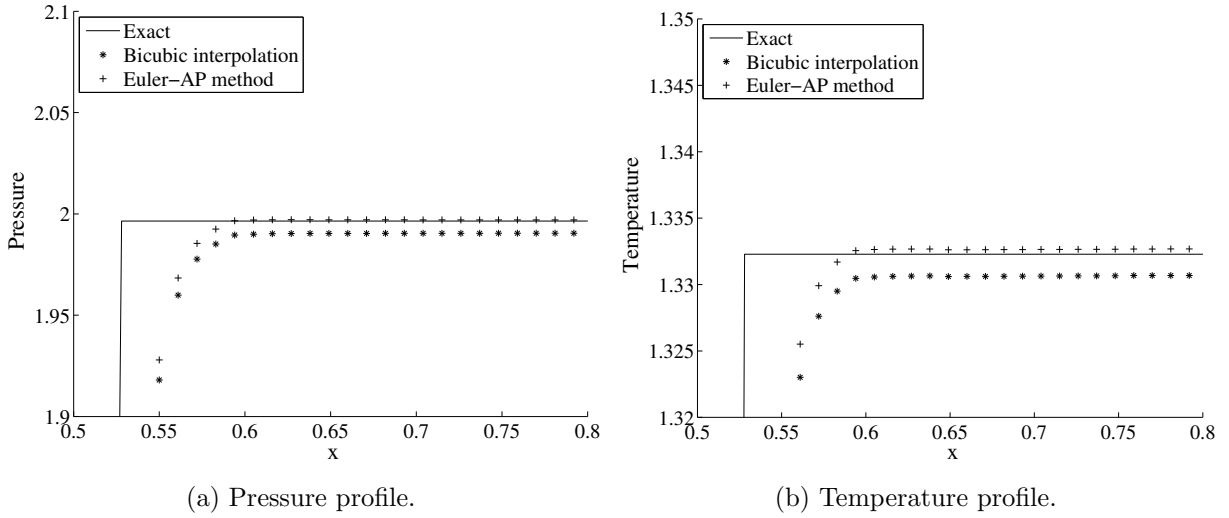 2.1
2.05
2
1.95
1.9
0.5 0.55 0.6 0.65 0.7 0.75 0.8
x
Pressure
Exact
Bicubic interpolation
Euler−AP method
(a) Pressure profile.
1.35
1.345
1.34
1.335
1.33
1.325
1.32
0.5 0.55 0.6 0.65 0.7 0.75 0.8
x
Temperature
Exact
Bicubic interpolation
Euler−AP method
(b) Temperature profile.